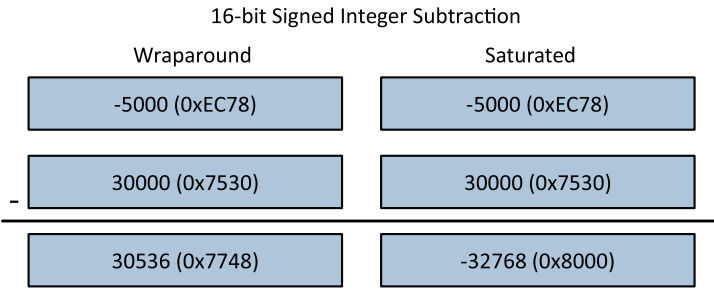 16-bit Signed Integer Subtraction
Wraparound Saturated
-5000 (0xEC78) -5000 (0xEC78)
30000 (0x7530) 30000 (0x7530)
-
30536 (0x7748) -32768 (0x8000)